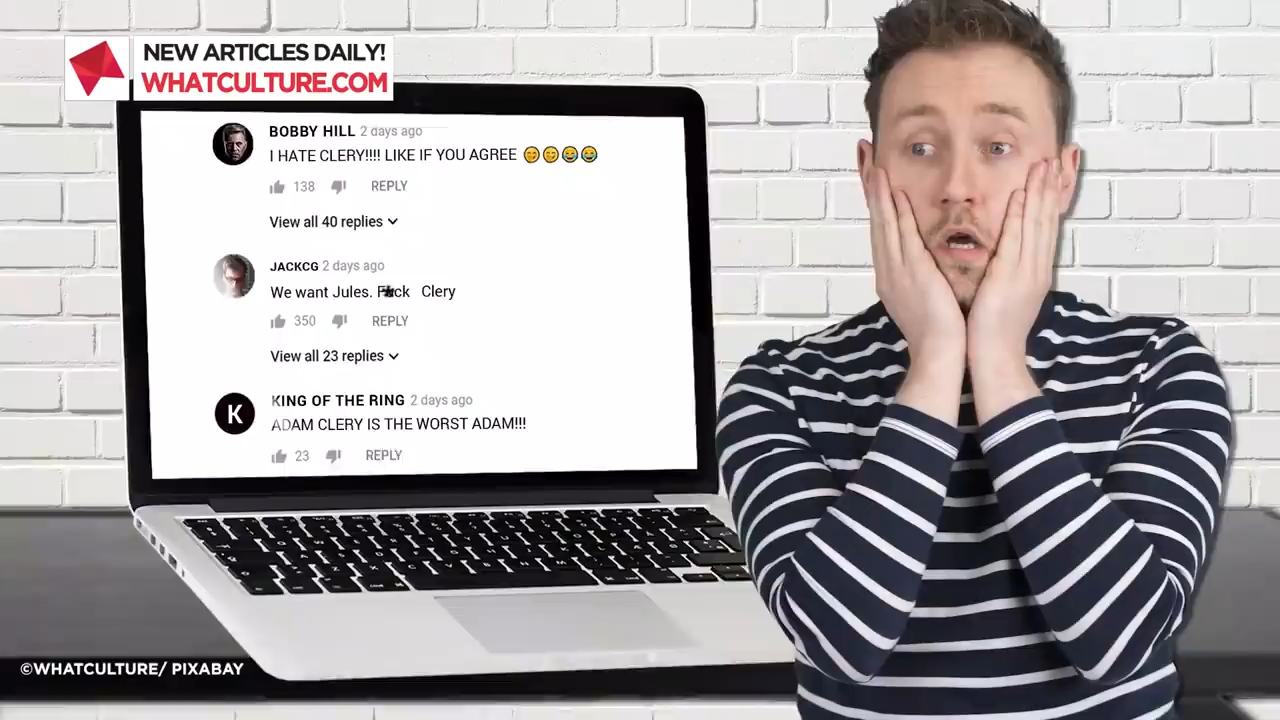 NEW ARTICLES DAILY!
WHATCULTURE.COM
BOBBY HILL 2 days ago
I HATE CLERY!!!! LIKE IF YOU AGREE 😁😁😂😂
138 REPLY
View all 40 replies
JACKCG 2 days ago
We want Jules. F*ck Clery
350 REPLY
View all 23 replies
K
KING OF THE RING 2 days ago
ADAM CLERY IS THE WORST ADAM!!!
23 REPLY
©WHATCULTURE/ PIXABAY